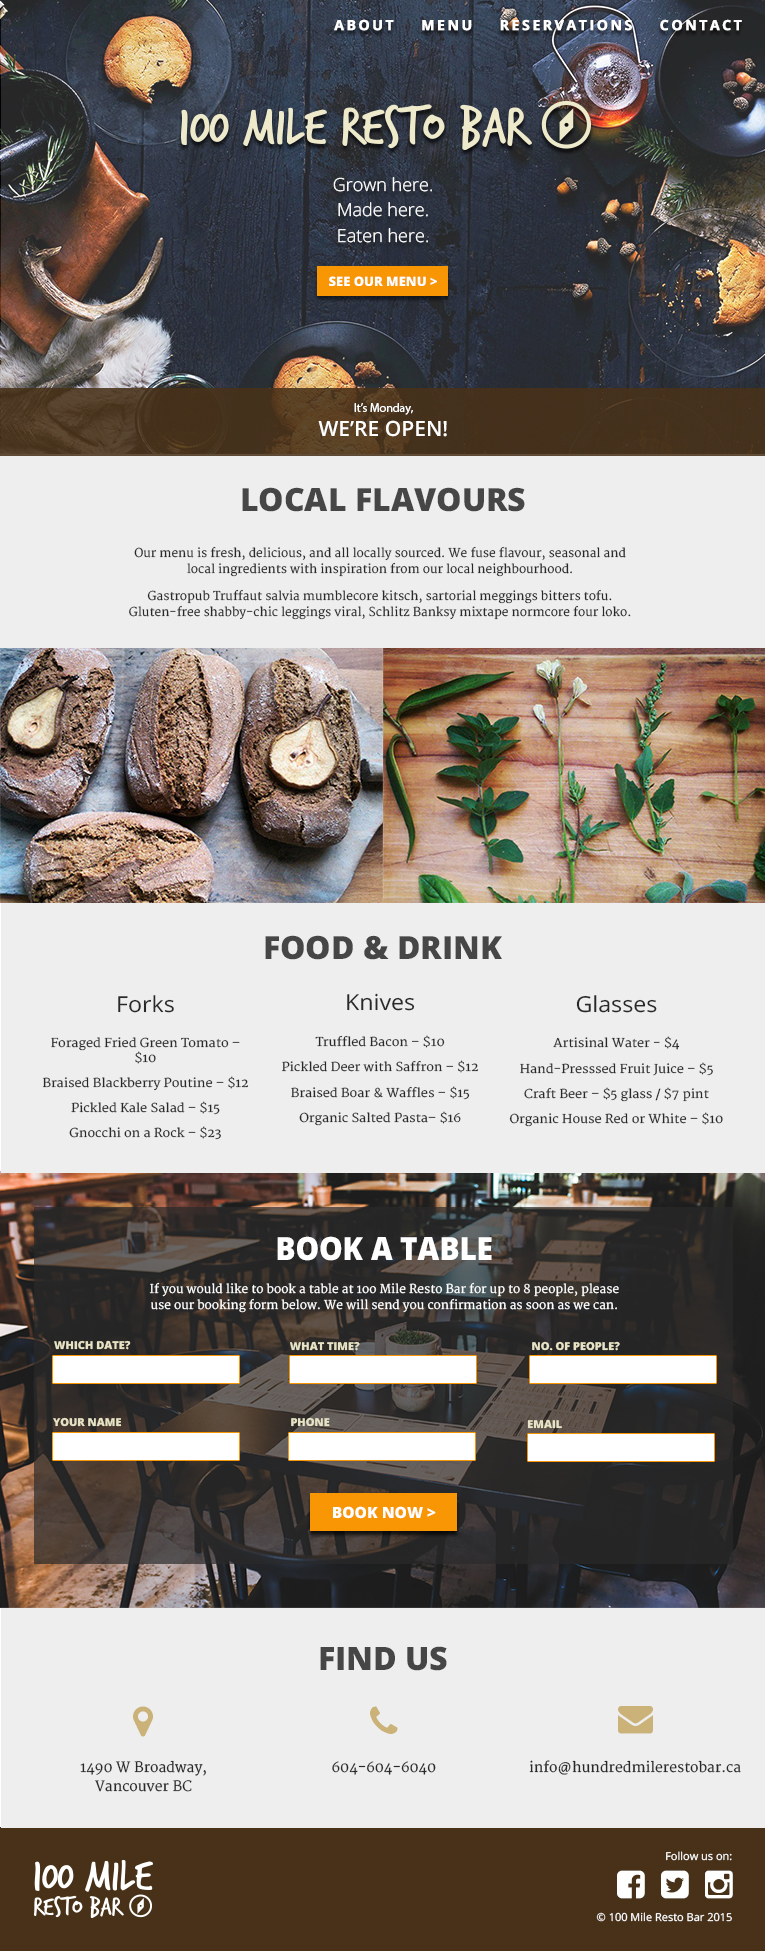 ABOUT MENU RESERVATIONS CONTACT
100 MILE RESTO BAR
Grown here.
Made here.
Eaten here.
SEE OUR MENU >
It's Monday,
WE'RE OPEN!
LOCAL FLAVOURS
Our menu is fresh, delicious, and all locally sourced. We fuse flavour, seasonal and
local ingredients with inspiration from our local neighbourhood.
Gastropub Truffaut salvia mumblecore kitsch, sartorial meggings bitters tofu.
Gluten-free shabby-chic leggings viral, Schlitz Banksy mixtape normcore four loko.
FOOD & DRINK
Forks
Foraged Fried Green Tomato –
$10
Braised Blackberry Poutine – $12
Pickled Kale Salad – $15
Gnocchi on a Rock – $23
Knives
Truffled Bacon – $10
Pickled Deer with Saffron – $12
Braised Boar & Waffles – $15
Organic Salted Pasta– $16
Glasses
Artisinal Water - $4
Hand-Presssed Fruit Juice – $5
Craft Beer – $5 glass / $7 pint
Organic House Red or White – $10
BOOK A TABLE
If you would like to book a table at 100 Mile Resto Bar for up to 8 people, please
use our booking form below. We will send you confirmation as soon as we can.
WHICH DATE?
WHAT TIME?
NO. OF PEOPLE?
YOUR NAME
PHONE
EMAIL
BOOK NOW >
FIND US
1490 W Broadway,
Vancouver BC
604-604-6040
info@hundredmilerestobar.ca
100 MILE
RESTO BAR
Follow us on:
© 100 Mile Resto Bar 2015